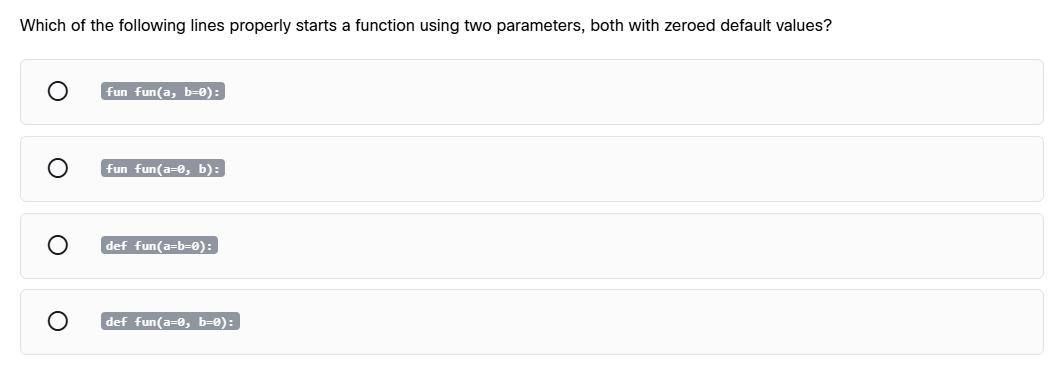 Which of the following lines properly starts a function using two parameters, both with zeroed default values?
fun fun(a, b=0):
fun fun(a=0, b):
def fun(a=b=0):
def fun(a=0, b=0):